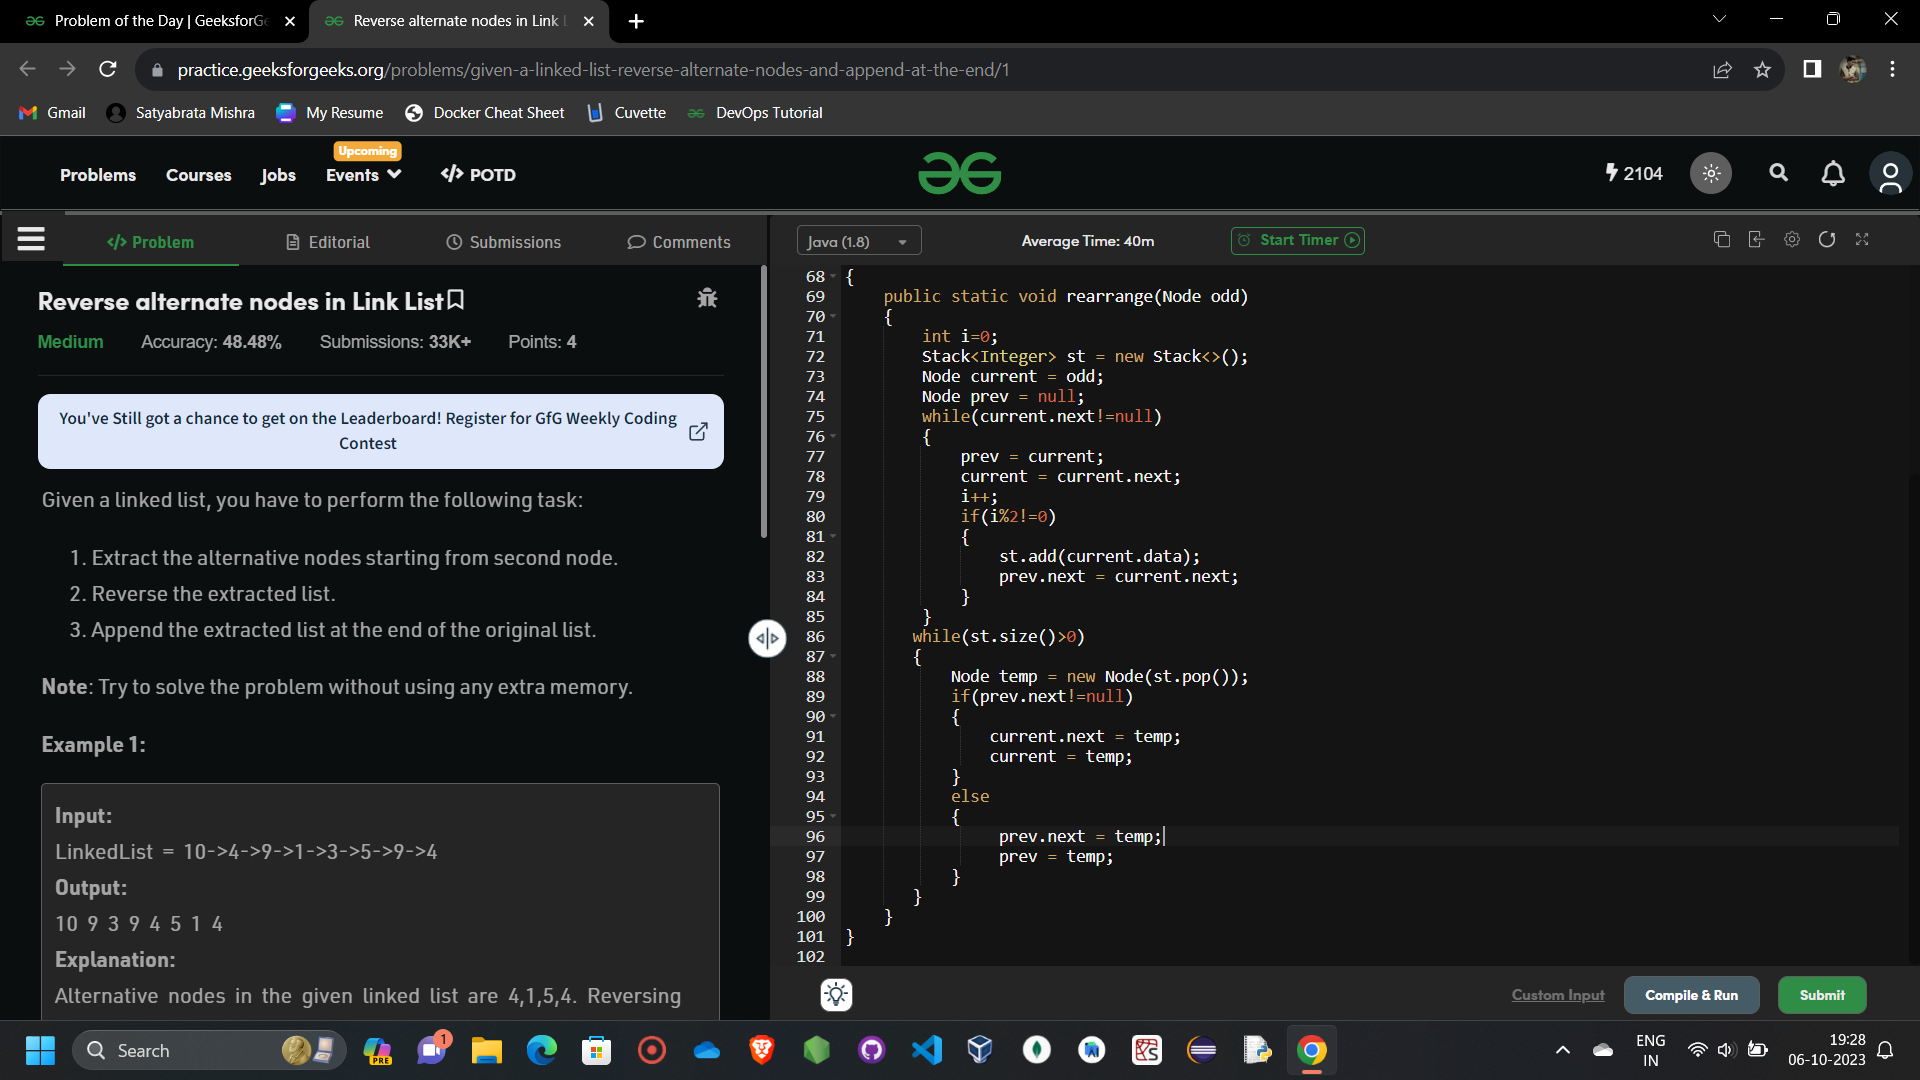 Problem of the Day | GeeksforGe
Reverse alternate nodes in Link L
practice.geeksforgeeks.org/problems/given-a-linked-list-reverse-alternate-nodes-and-append-at-the-end/1
Gmail
Satyabrata Mishra
My Resume
Docker Cheat Sheet
Cuvette
DevOps Tutorial
Problems
Courses
Jobs
Upcoming
Events
</> POTD
2104
</> Problem
Editorial
Submissions
Comments
Reverse alternate nodes in Link List
Medium
Accuracy: 48.48%
Submissions: 33K+
Points: 4
You've Still got a chance to get on the Leaderboard! Register for GfG Weekly Coding
Contest
Given a linked list, you have to perform the following task:
1. Extract the alternative nodes starting from second node.
2. Reverse the extracted list.
3. Append the extracted list at the end of the original list.
Note: Try to solve the problem without using any extra memory.
Example 1:
Input:
LinkedList = 10->4->9->1->3->5->9->4
Output:
10 9 3 9 4 5 1 4
Explanation:
Alternative nodes in the given linked list are 4,1,5,4. Reversing
Java (1.8)
Average Time: 40m
Start Timer
68 {
69 public static void rearrange(Node odd)
70 {
71 int i=0;
72 Stack<Integer> st = new Stack<>();
73 Node current = odd;
74 Node prev = null;
75 while(current.next!=null)
76 {
77 prev = current;
78 current = current.next;
79 i++;
80 if(i%2!=0)
81 {
82 st.add(current.data);
83 prev.next = current.next;
84 }
85 }
86 while(st.size()>0)
87 {
88 Node temp = new Node(st.pop());
89 if(prev.next!=null)
90 {
91 current.next = temp;
92 current = temp;
93 }
94 else
95 {
96 prev.next = temp;
97 prev = temp;
98 }
99 }
100 }
101 }
102
Custom Input
Compile & Run
Submit
Search
PRE
1
ENG
IN
19:28
06-10-2023